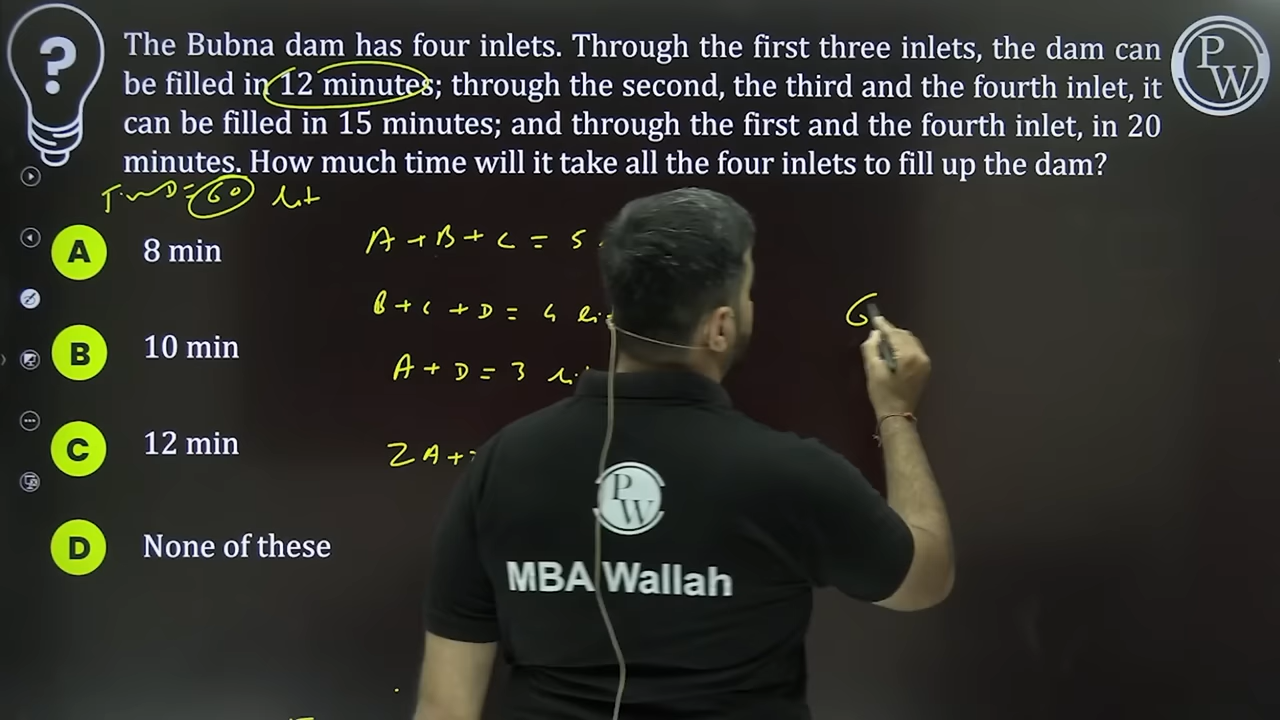 The Bubna dam has four inlets. Through the first three inlets, the dam can
be filled in 12 minutes; through the second, the third and the fourth inlet, it
can be filled in 15 minutes; and through the first and the fourth inlet, in 20
minutes. How much time will it take all the four inlets to fill up the dam?
?
P
W
= 60 lit
A 8 min
B 10 min
C 12 min
D None of these
A + B + C = 5
B + C + D = 4 li
A + D = 3 li
2A +
6
P
W
MBA Wallah